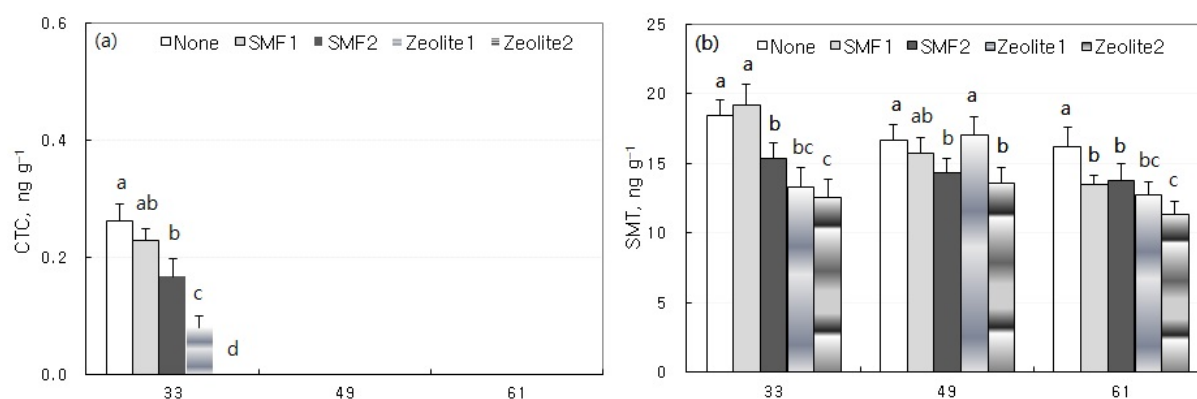 (a) None SMF1 SMF2 Zeolite1 Zeolite2
CTC, ng g⁻¹
0.6
0.4
0.2
0.0
a ab b c d
33 49 61
(b) None SMF1 SMF2 Zeolite1 Zeolite2
SMT, ng g⁻¹
25
20
15
10
5
0
a a b bc c
a ab b a b
a b b bc c
33 49 61